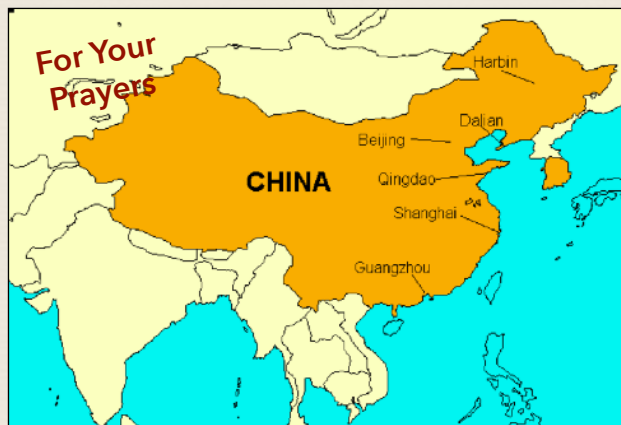 For Your
Prayers
Harbin
Dalian
Beijing
CHINA
Qingdao
Shanghai
Guangzhou